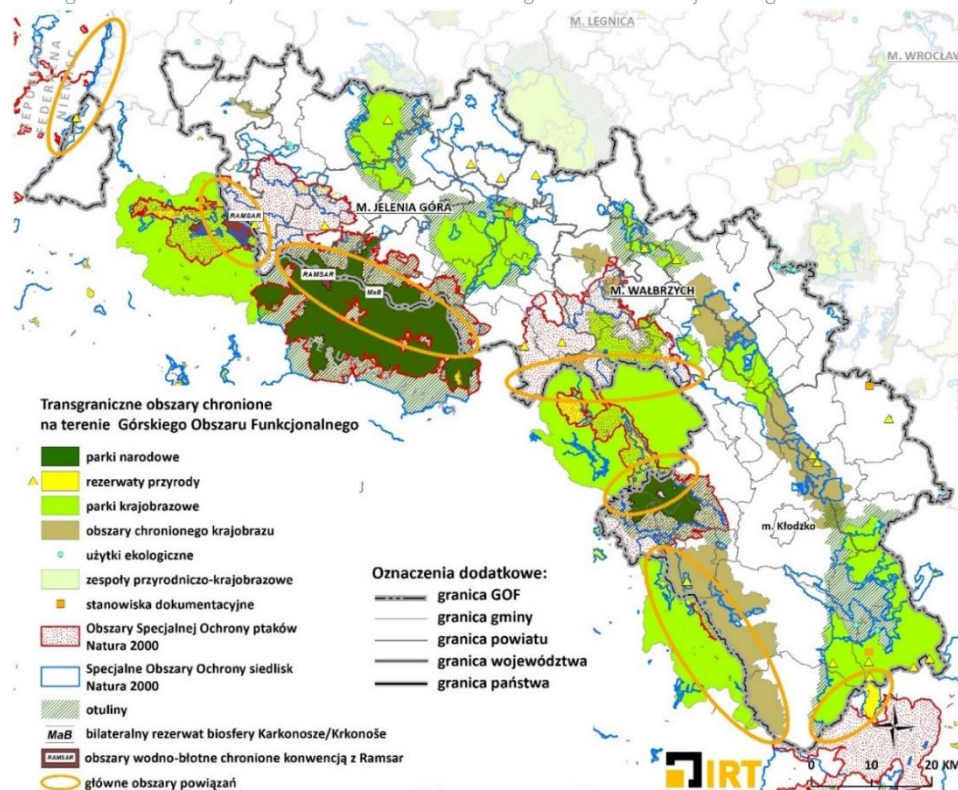 M. LEGNICA
M. WROCŁAW
FEDERALNA
NIEMIEC
RAMSAR
M. JELENIA GÓRA
RAMSAR
MaB
M. WAŁBRZYCH
m. Kłodzko
Transgraniczne obszary chronione
na terenie Górskiego Obszaru Funkcjonalnego
parki narodowe
rezerwaty przyrody
parki krajobrazowe
obszary chronionego krajobrazu
użytki ekologiczne
zespoły przyrodniczo-krajobrazowe
stanowiska dokumentacyjne
Obszary Specjalnej Ochrony ptaków
Natura 2000
Specjalne Obszary Ochrony siedlisk
Natura 2000
otuliny
MaB bilateralny rezerwat biosfery Karkonosze/Krkonoše
RAMSAR obszary wodno-błotne chronione konwencją z Ramsar
główne obszary powiązań
Oznaczenia dodatkowe:
granica GOF
granica gminy
granica powiatu
granica województwa
granica państwa
IRT
0 10 20 KM